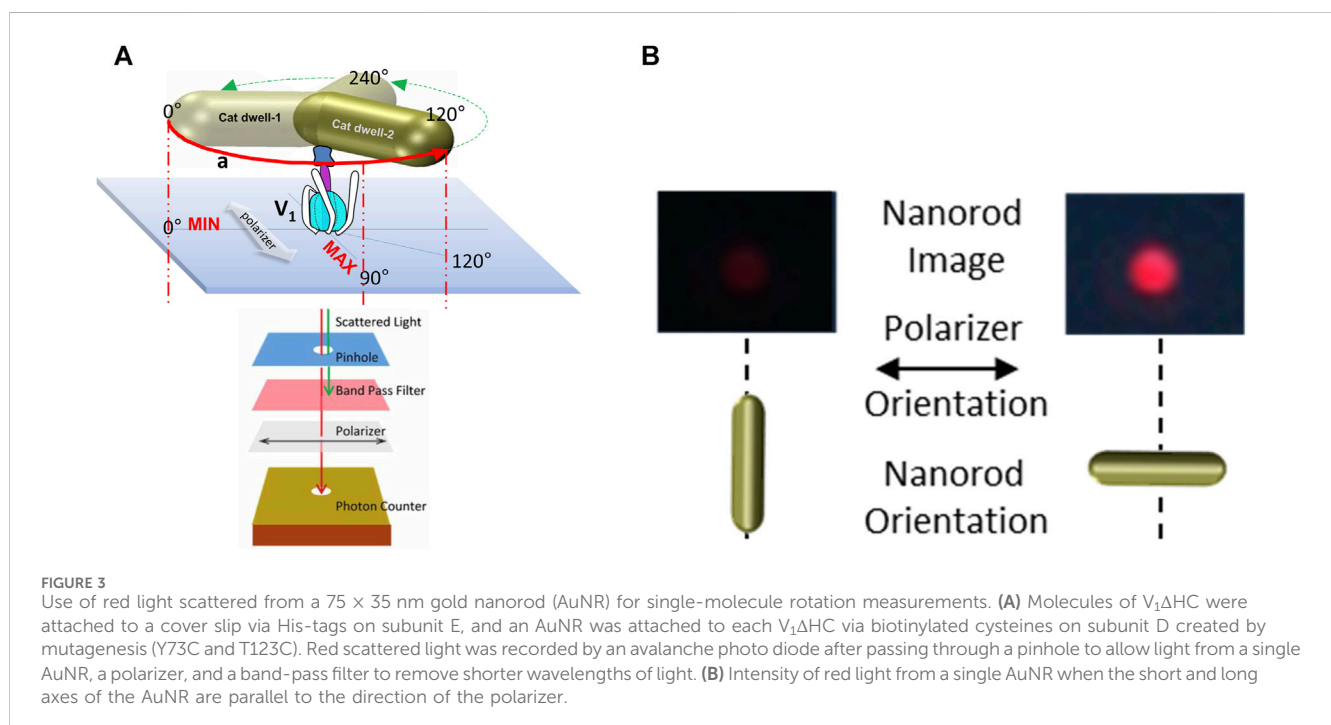 A
B
240°
0°
120°
Cat dwell-1
Cat dwell-2
a
V1
0° MIN
polarizer
MAX
90°
120°
Scattered Light
Pinhole
Band Pass Filter
Polarizer
Photon Counter
Nanorod
Image
Polarizer
Orientation
Nanorod
Orientation
FIGURE 3
Use of red light scattered from a 75 × 35 nm gold nanorod (AuNR) for single-molecule rotation measurements. (A) Molecules of V₁ΔHC were
attached to a cover slip via His-tags on subunit E, and an AuNR was attached to each V₁ΔHC via biotinylated cysteines on subunit D created by
mutagenesis (Y73C and T123C). Red scattered light was recorded by an avalanche photo diode after passing through a pinhole to allow light from a single
AuNR, a polarizer, and a band-pass filter to remove shorter wavelengths of light. (B) Intensity of red light from a single AuNR when the short and long
axes of the AuNR are parallel to the direction of the polarizer.